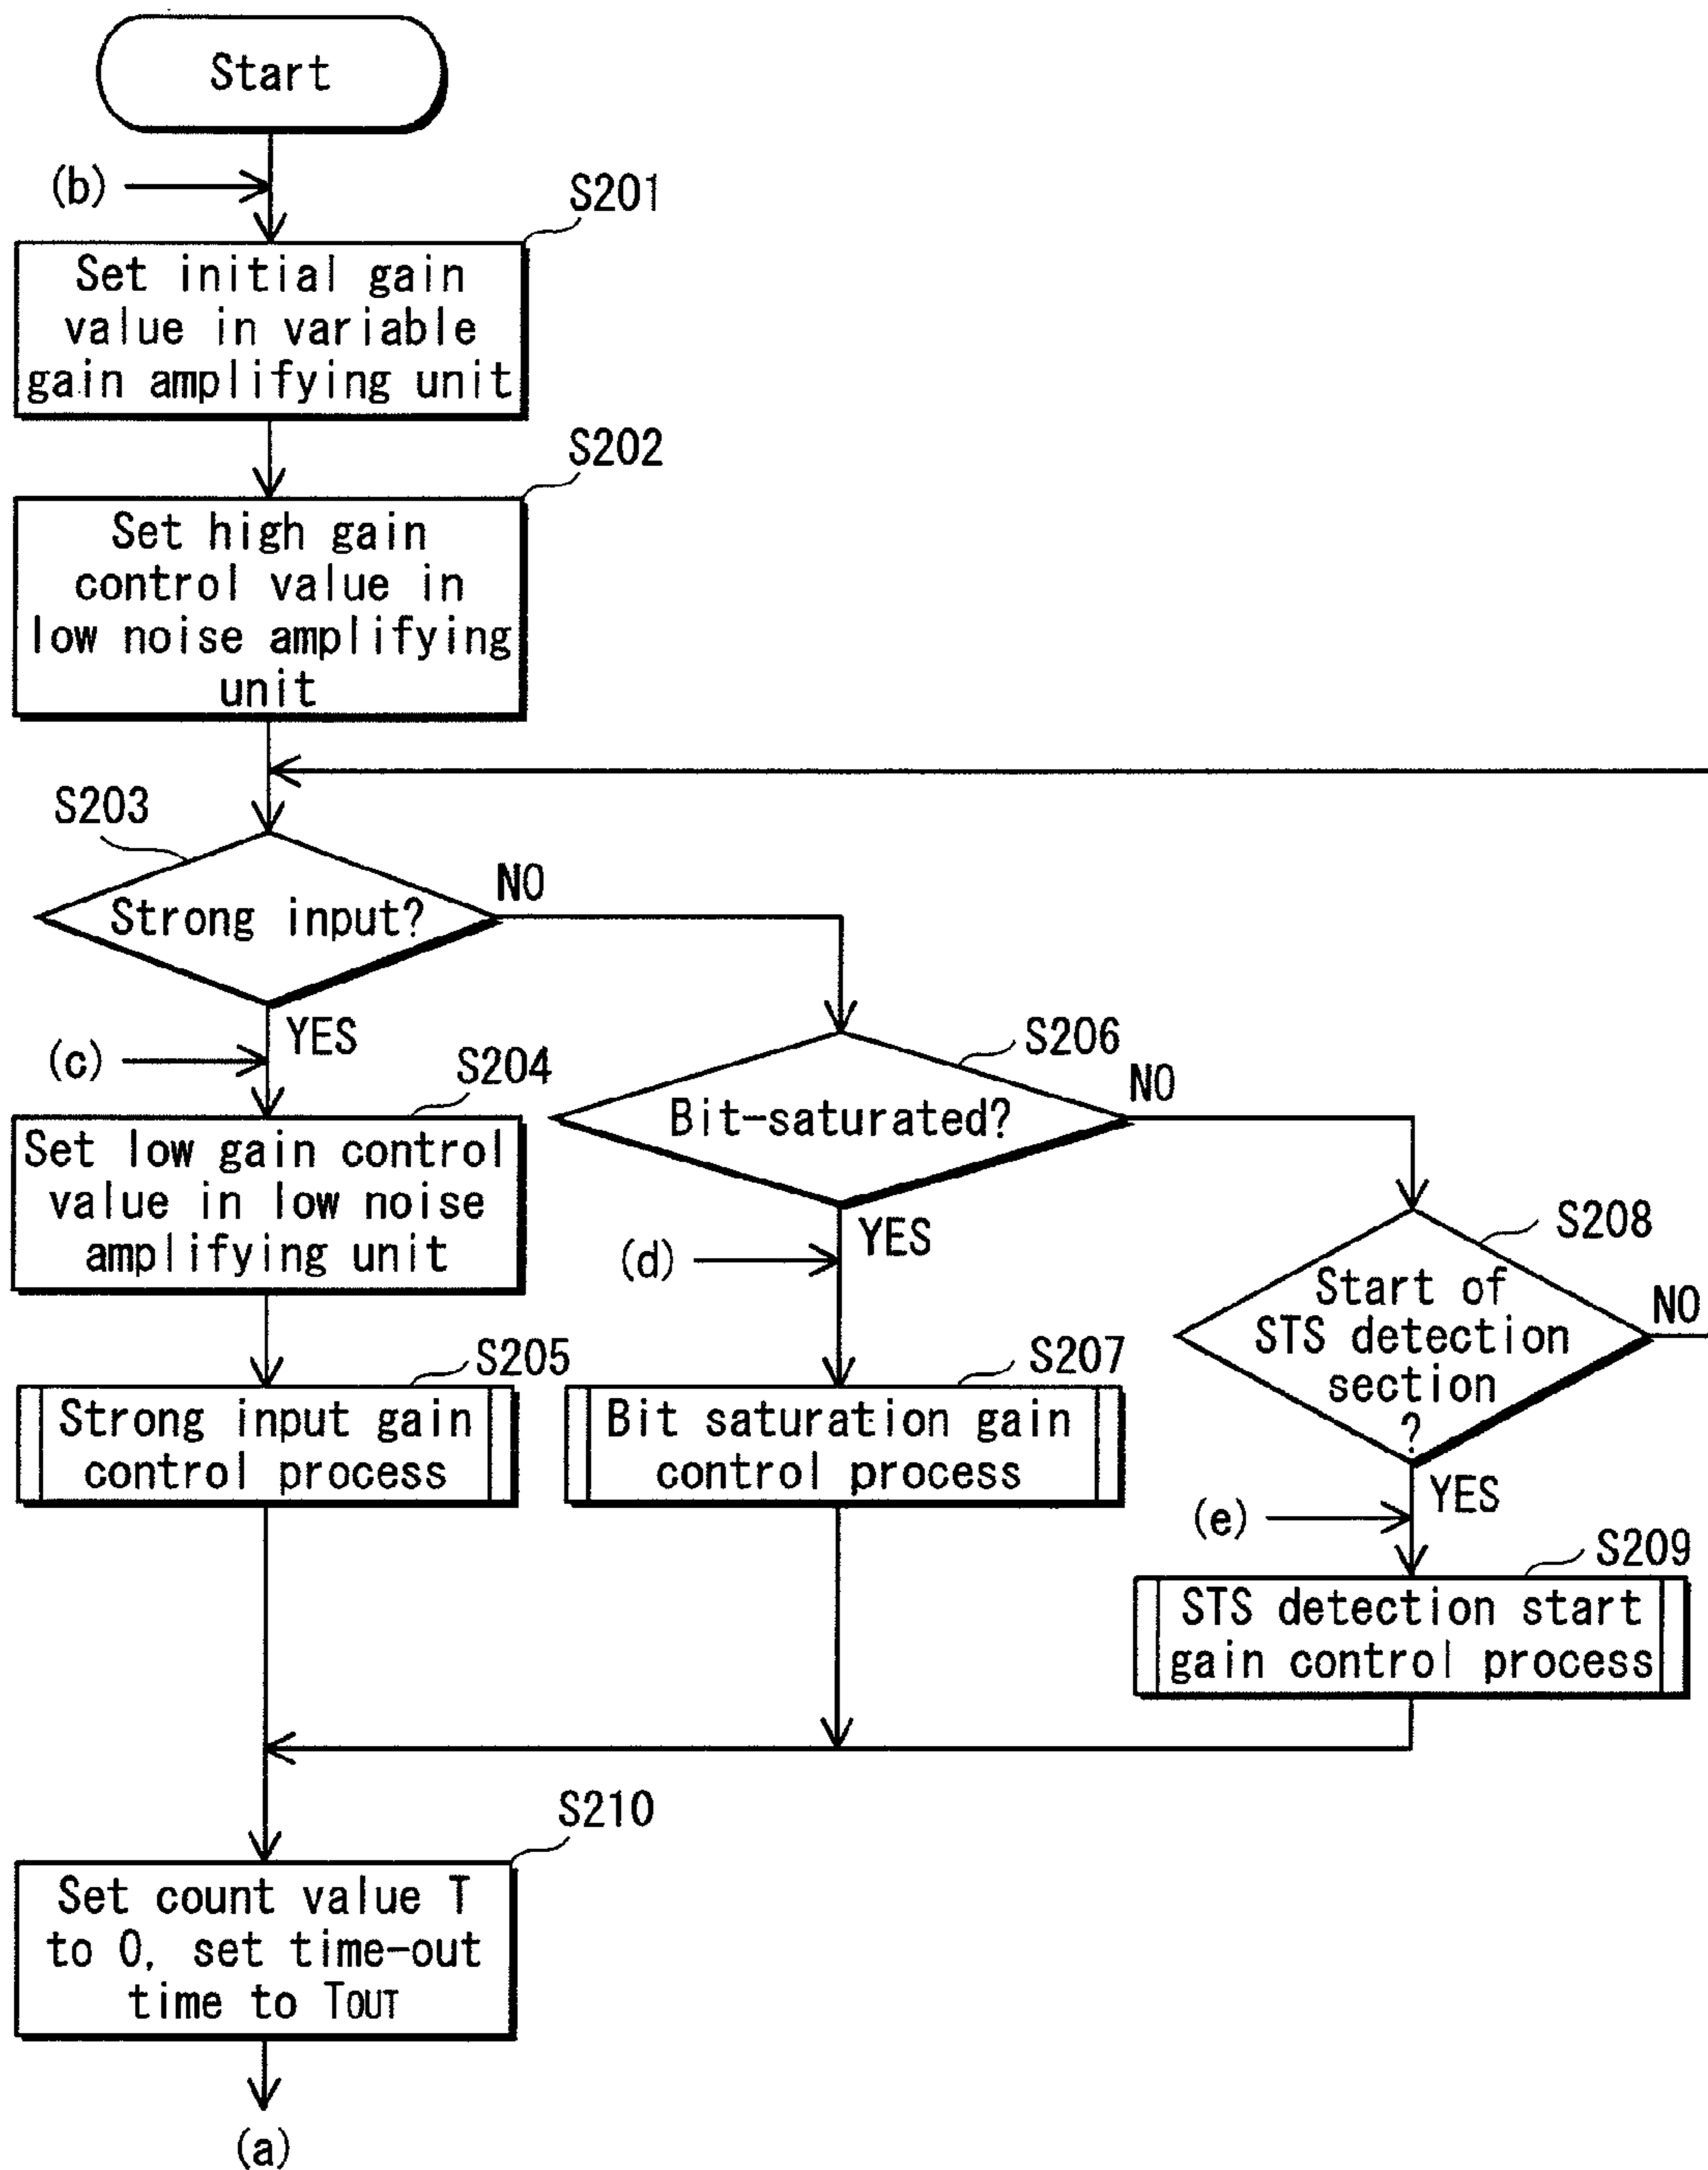 Start
(b)
S201
Set initial gain
value in variable
gain amplifying unit
S202
Set high gain
control value in
low noise amplifying
unit
S203
Strong input?
NO
YES
(c)
S204
Set low gain control
value in low noise
amplifying unit
S205
Strong input gain
control process
S206
Bit-saturated?
NO
YES
(d)
S207
Bit saturation gain
control process
S208
Start of
STS detection
section
?
NO
YES
(e)
S209
STS detection start
gain control process
S210
Set count value T
to 0, set time-out
time to TOUT
(a)